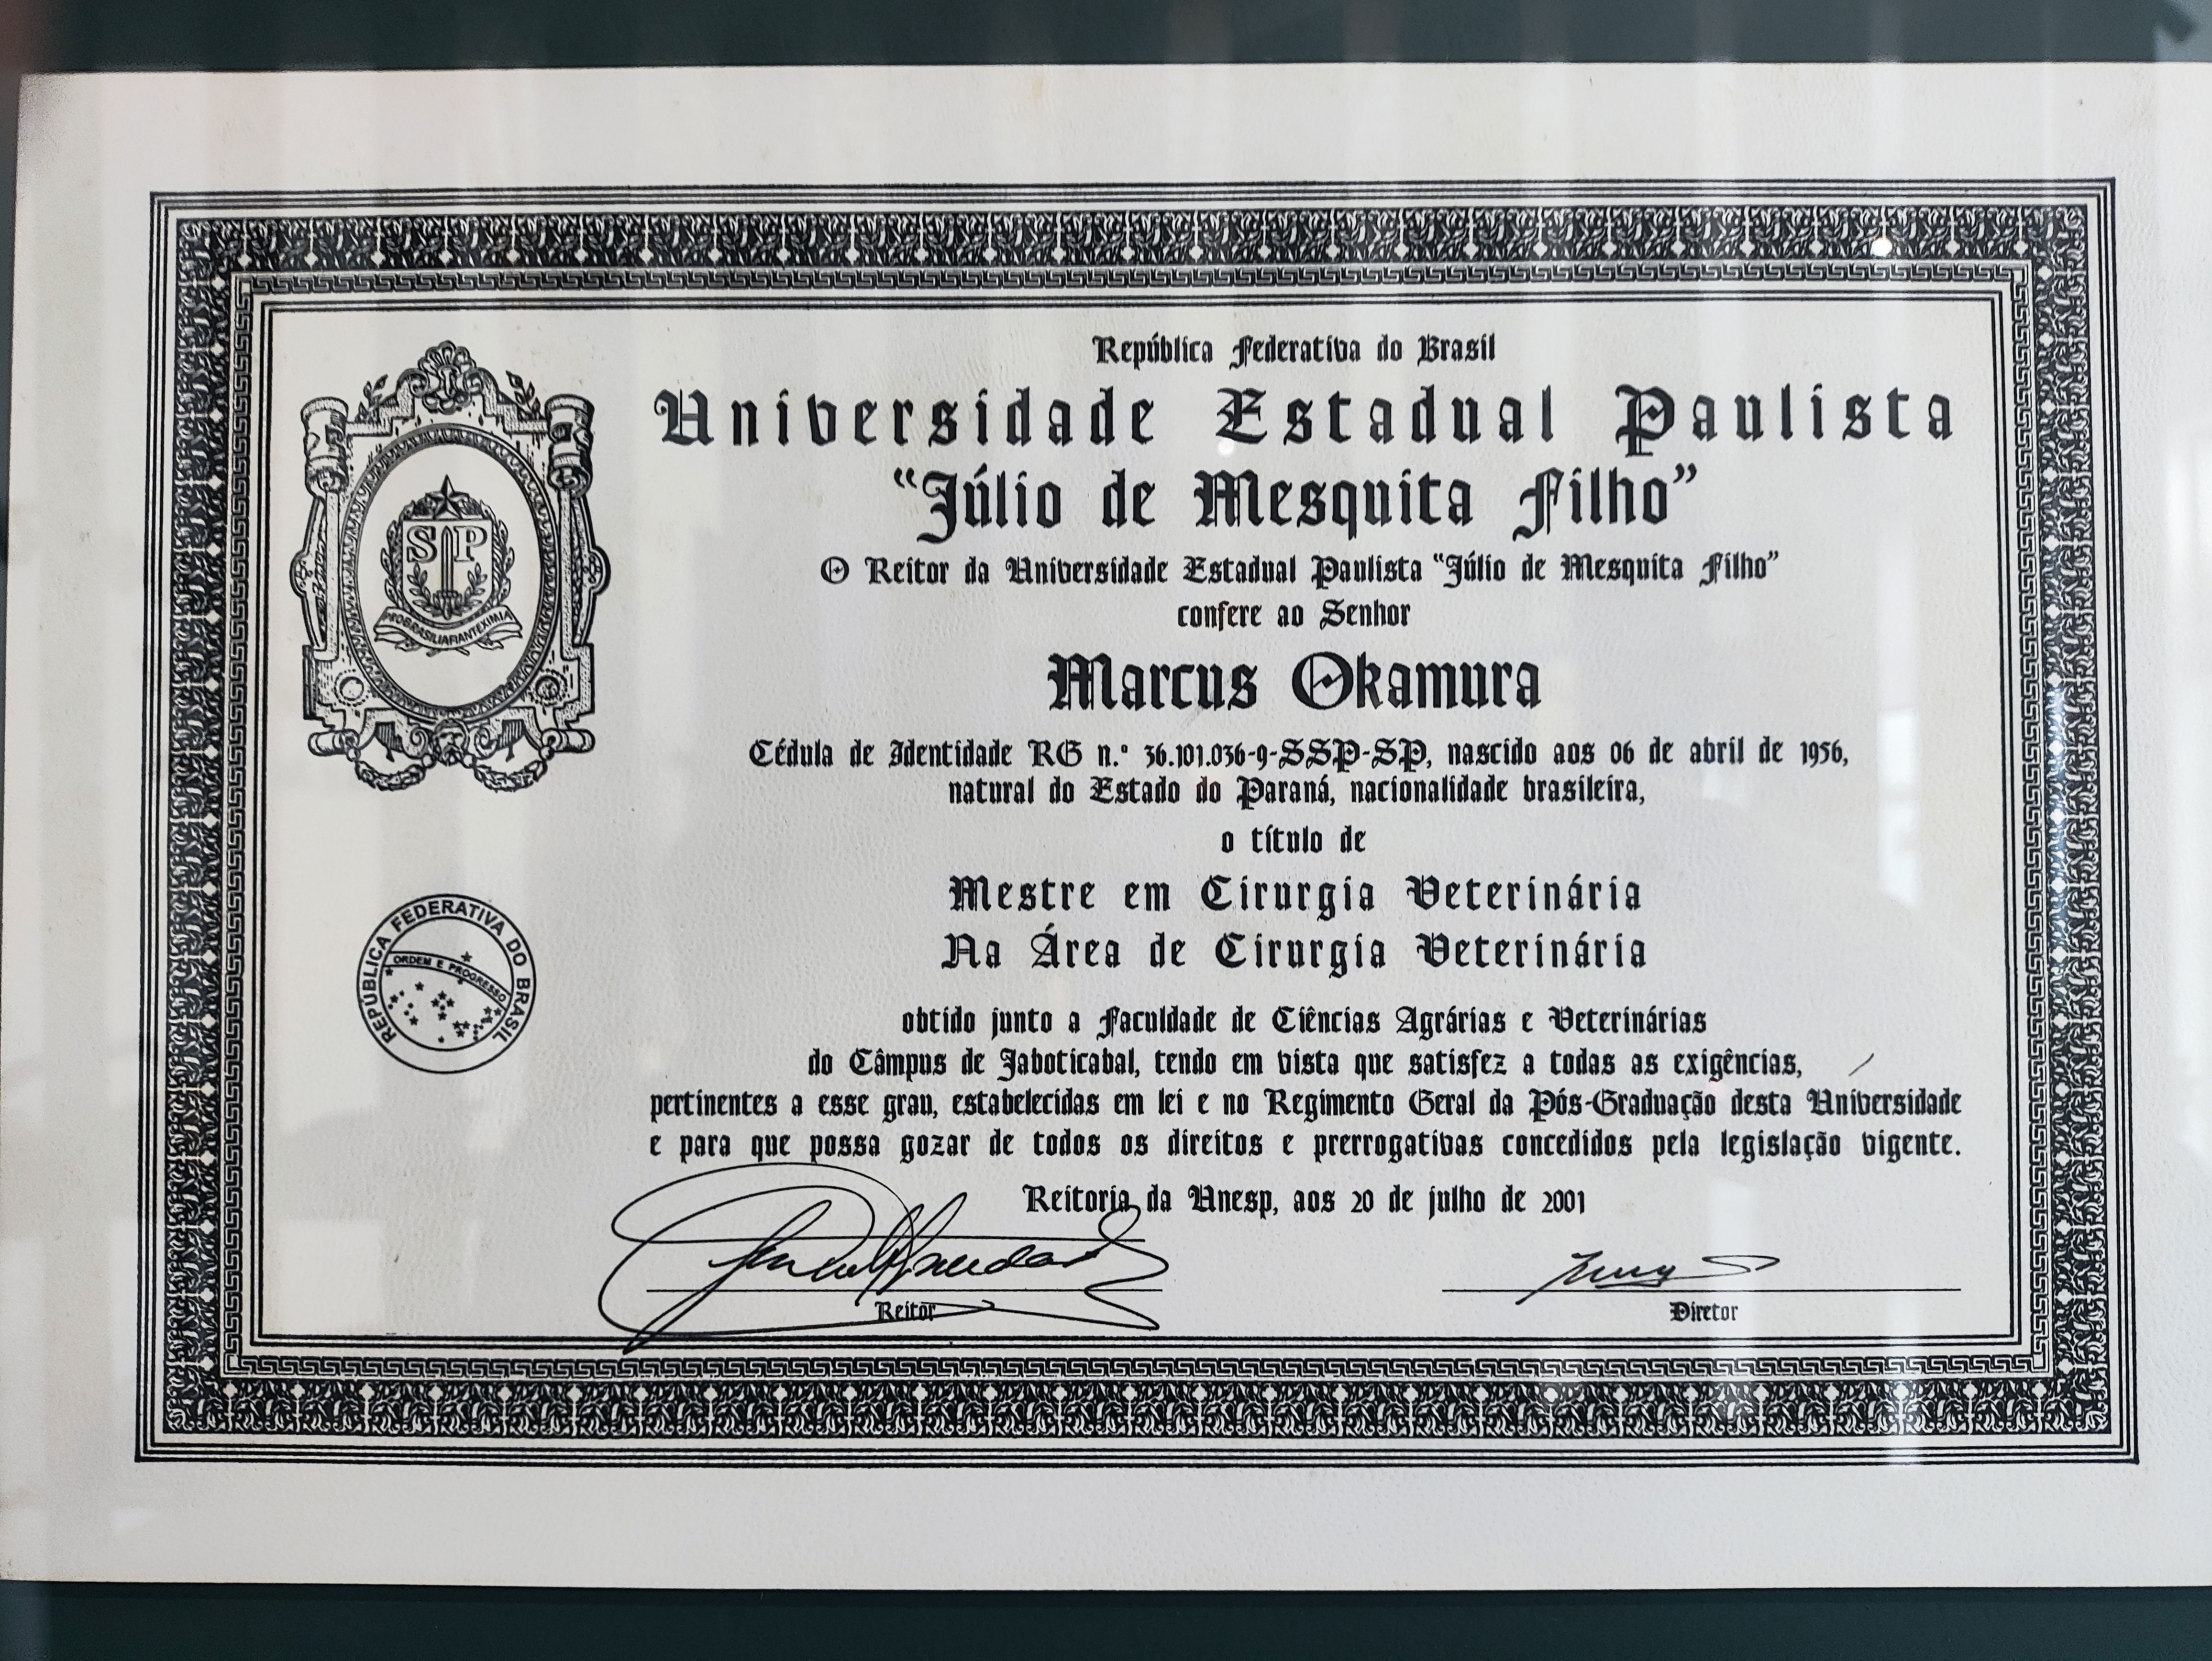 República Federativa do Brasil
Universidade Estadual Paulista
“Júlio de Mesquita Filho”
O Reitor da Universidade Estadual Paulista “Júlio de Mesquita Filho”
confere ao Senhor
Marcus Okamura
Cédula de Identidade RG n.º 36.101.036-9-SSP-SP, nascido aos 06 de abril de 1956,
natural do Estado do Paraná, nacionalidade brasileira,
o título de
Mestre em Cirurgia Veterinária
Na Área de Cirurgia Veterinária
obtido junto a Faculdade de Ciências Agrárias e Veterinárias
do Câmpus de Jaboticabal, tendo em vista que satisfez a todas as exigências,
pertinentes a esse grau, estabelecidas em lei e no Regimento Geral da Pós-Graduação desta Universidade
e para que possa gozar de todos os direitos e prerrogativas concedidos pela legislação vigente.
Reitoria da Unesp, aos 20 de julho de 2001
Reitor
Diretor
SP
PRO BRASILIA FIANT EXIMIA
REPÚBLICA FEDERATIVA DO BRASIL
ORDEM E PROGRESSO